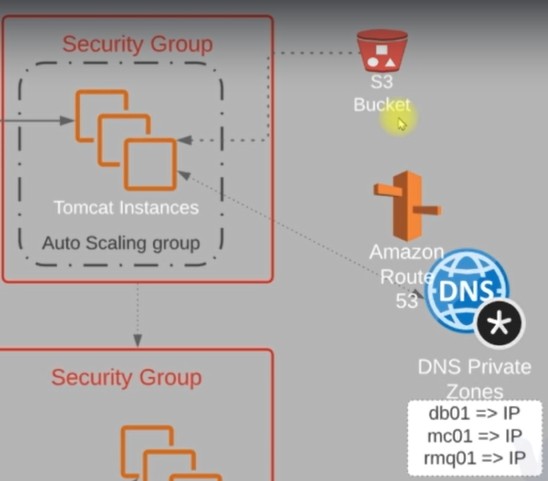 Security Group
Tomcat Instances
Auto Scaling group
S3
Bucket
Amazon
Route
53
DNS
DNS Private
Zones
db01 => IP
mc01 => IP
rmq01 => IP
Security Group